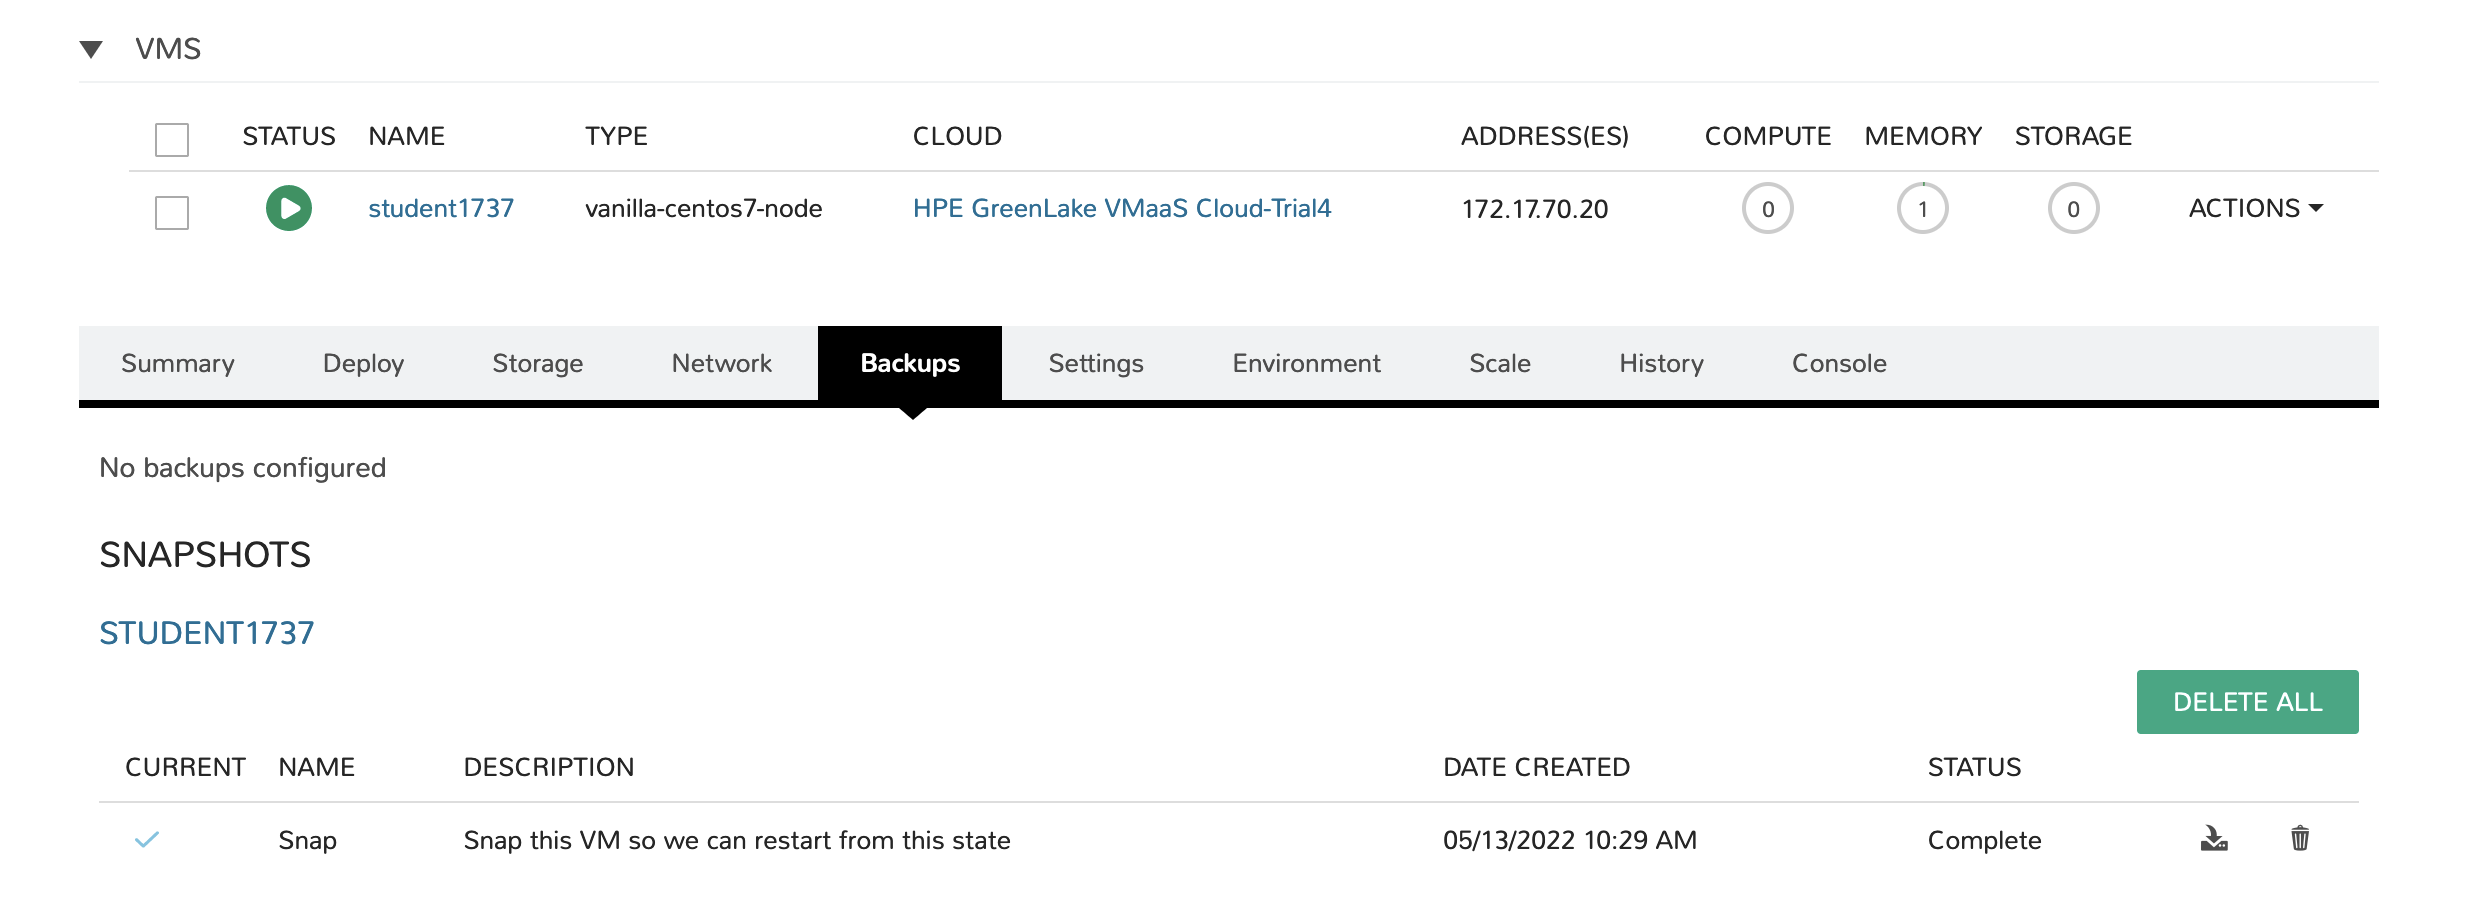 VMS
STATUS NAME TYPE CLOUD ADDRESS(ES) COMPUTE MEMORY STORAGE
student1737 vanilla-centos7-node HPE GreenLake VMaaS Cloud-Trial4 172.17.70.20 0 1 0 ACTIONS
Summary Deploy Storage Network Backups Settings Environment Scale History Console
No backups configured
SNAPSHOTS
STUDENT1737
DELETE ALL
CURRENT NAME DESCRIPTION DATE CREATED STATUS
Snap Snap this VM so we can restart from this state 05/13/2022 10:29 AM Complete